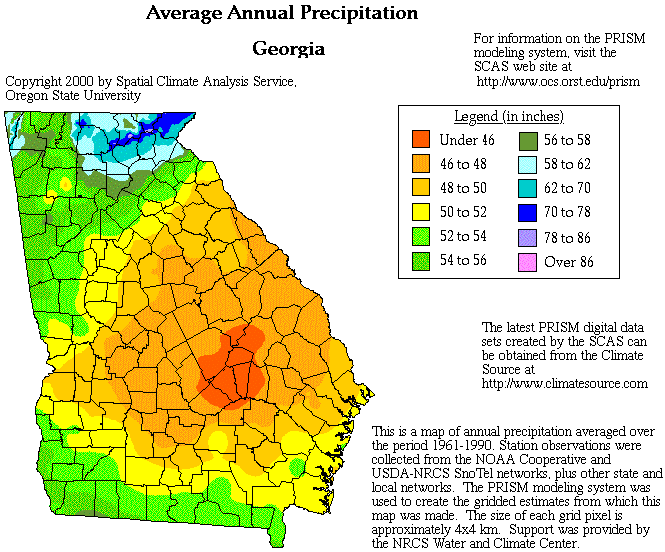 Average Annual Precipitation
Georgia
For information on the PRISM
modeling system, visit the
SCAS web site at
http://www.ocs.orst.edu/prism
Copyright 2000 by Spatial Climate Analysis Service,
Oregon State University
Legend (in inches)
Under 46
46 to 48
48 to 50
50 to 52
52 to 54
54 to 56
56 to 58
58 to 62
62 to 70
70 to 78
78 to 86
Over 86
The latest PRISM digital data
sets created by the SCAS can
be obtained from the Climate
Source at
http://www.climatesource.com
This is a map of annual precipitation averaged over
the period 1961-1990. Station observations were
collected from the NOAA Cooperative and
USDA-NRCS SnoTel networks, plus other state and
local networks. The PRISM modeling system was
used to create the gridded estimates from which this
map was made. The size of each grid pixel is
approximately 4x4 km. Support was provided by
the NRCS Water and Climate Center.